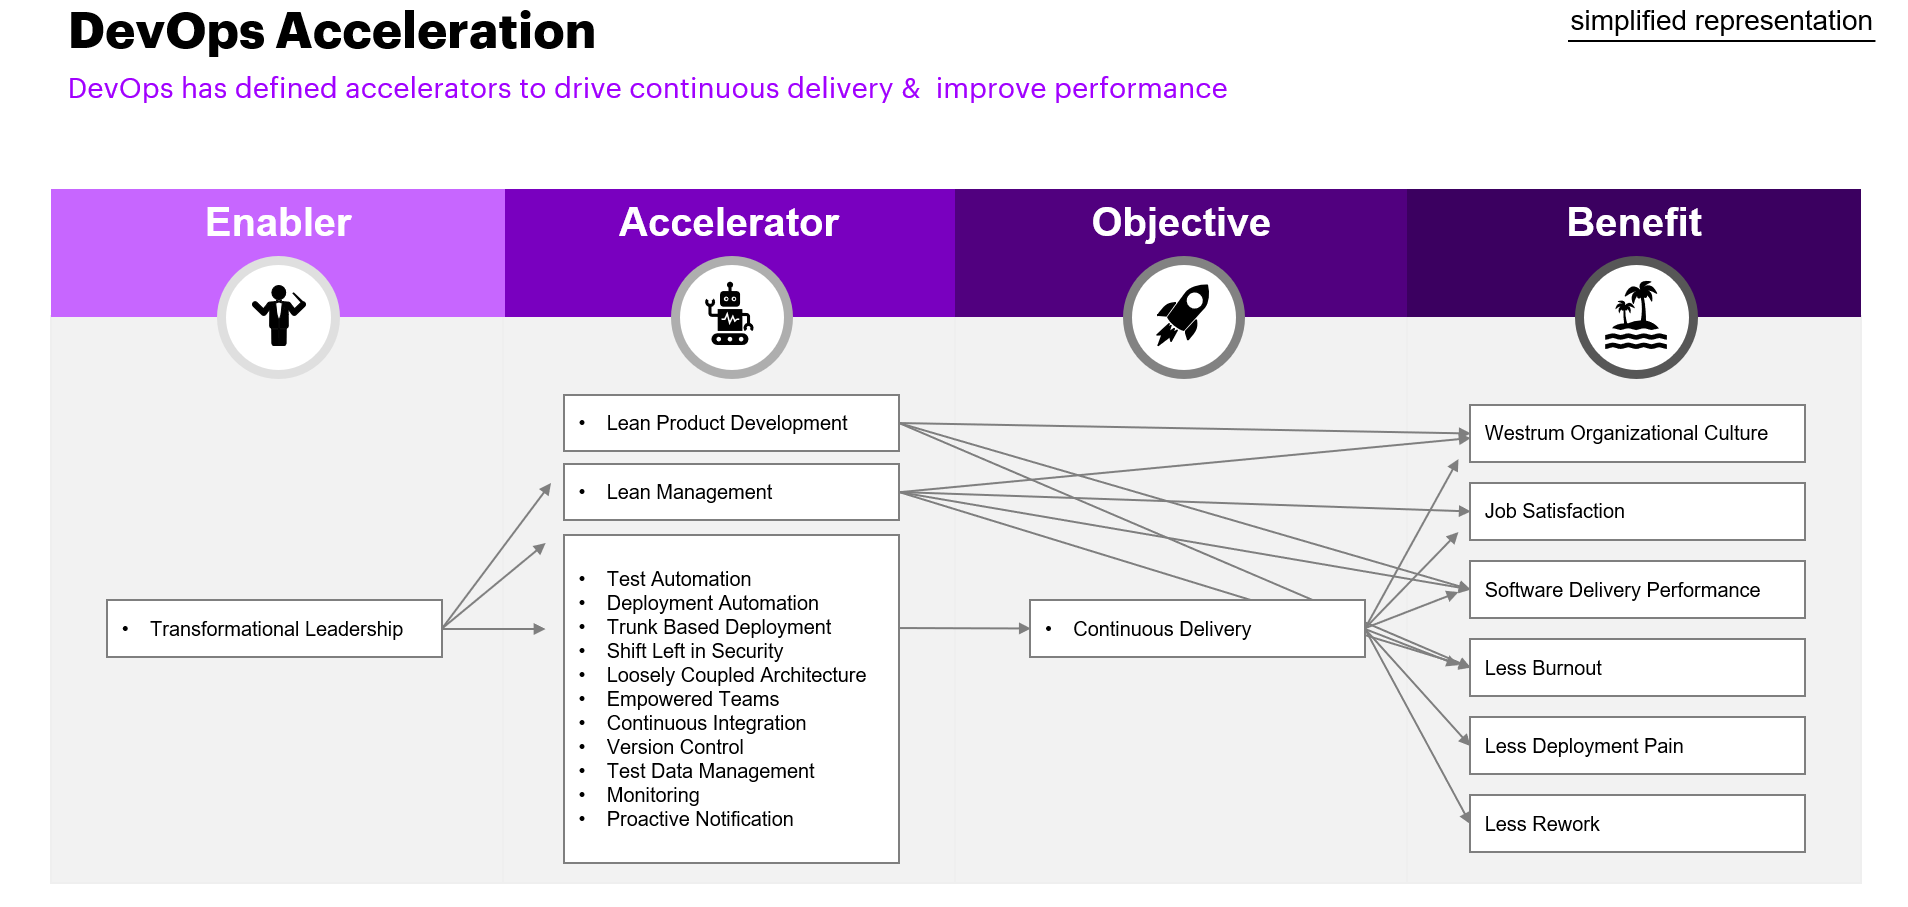 DevOps Acceleration
simplified representation
DevOps has defined accelerators to drive continuous delivery &  improve performance
Enabler
Accelerator
Objective
Benefit
• Transformational Leadership
• Lean Product Development
• Lean Management
• Test Automation
• Deployment Automation
• Trunk Based Deployment
• Shift Left in Security
• Loosely Coupled Architecture
• Empowered Teams
• Continuous Integration
• Version Control
• Test Data Management
• Monitoring
• Proactive Notification
• Continuous Delivery
Westrum Organizational Culture
Job Satisfaction
Software Delivery Performance
Less Burnout
Less Deployment Pain
Less Rework